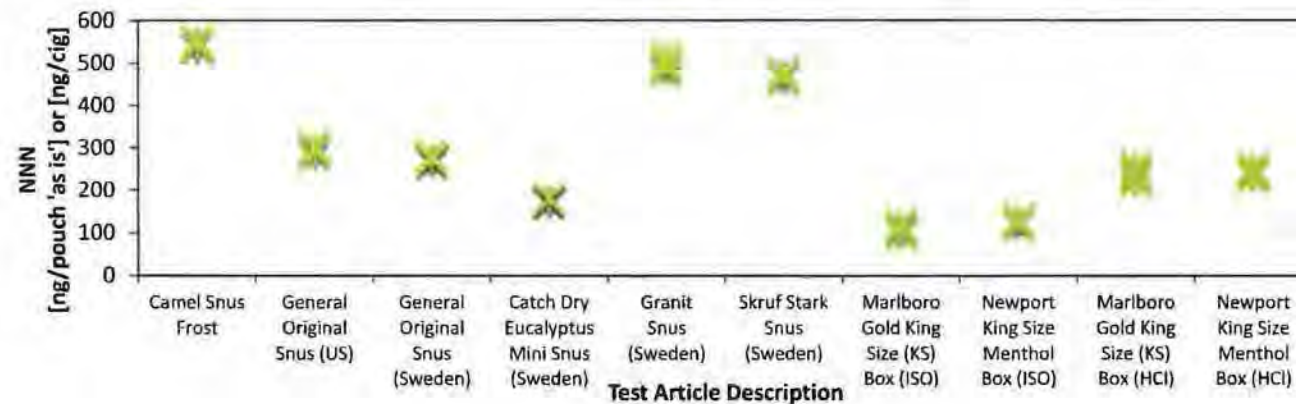 NNN
[ng/pouch 'as is'] or [ng/cig]
600
500
400
300
200
100
0
Camel Snus
Frost
General
Original
Snus (US)
General
Original
Snus
(Sweden)
Catch Dry
Eucalyptus
Mini Snus
(Sweden)
Granit
Snus
(Sweden)
Skruf Stark
Snus
(Sweden)
Marlboro
Gold King
Size (KS)
Box (ISO)
Newport
King Size
Menthol
Box (ISO)
Marlboro
Gold King
Size (KS)
Box (HCI)
Newport
King Size
Menthol
Box (HCI)
Test Article Description